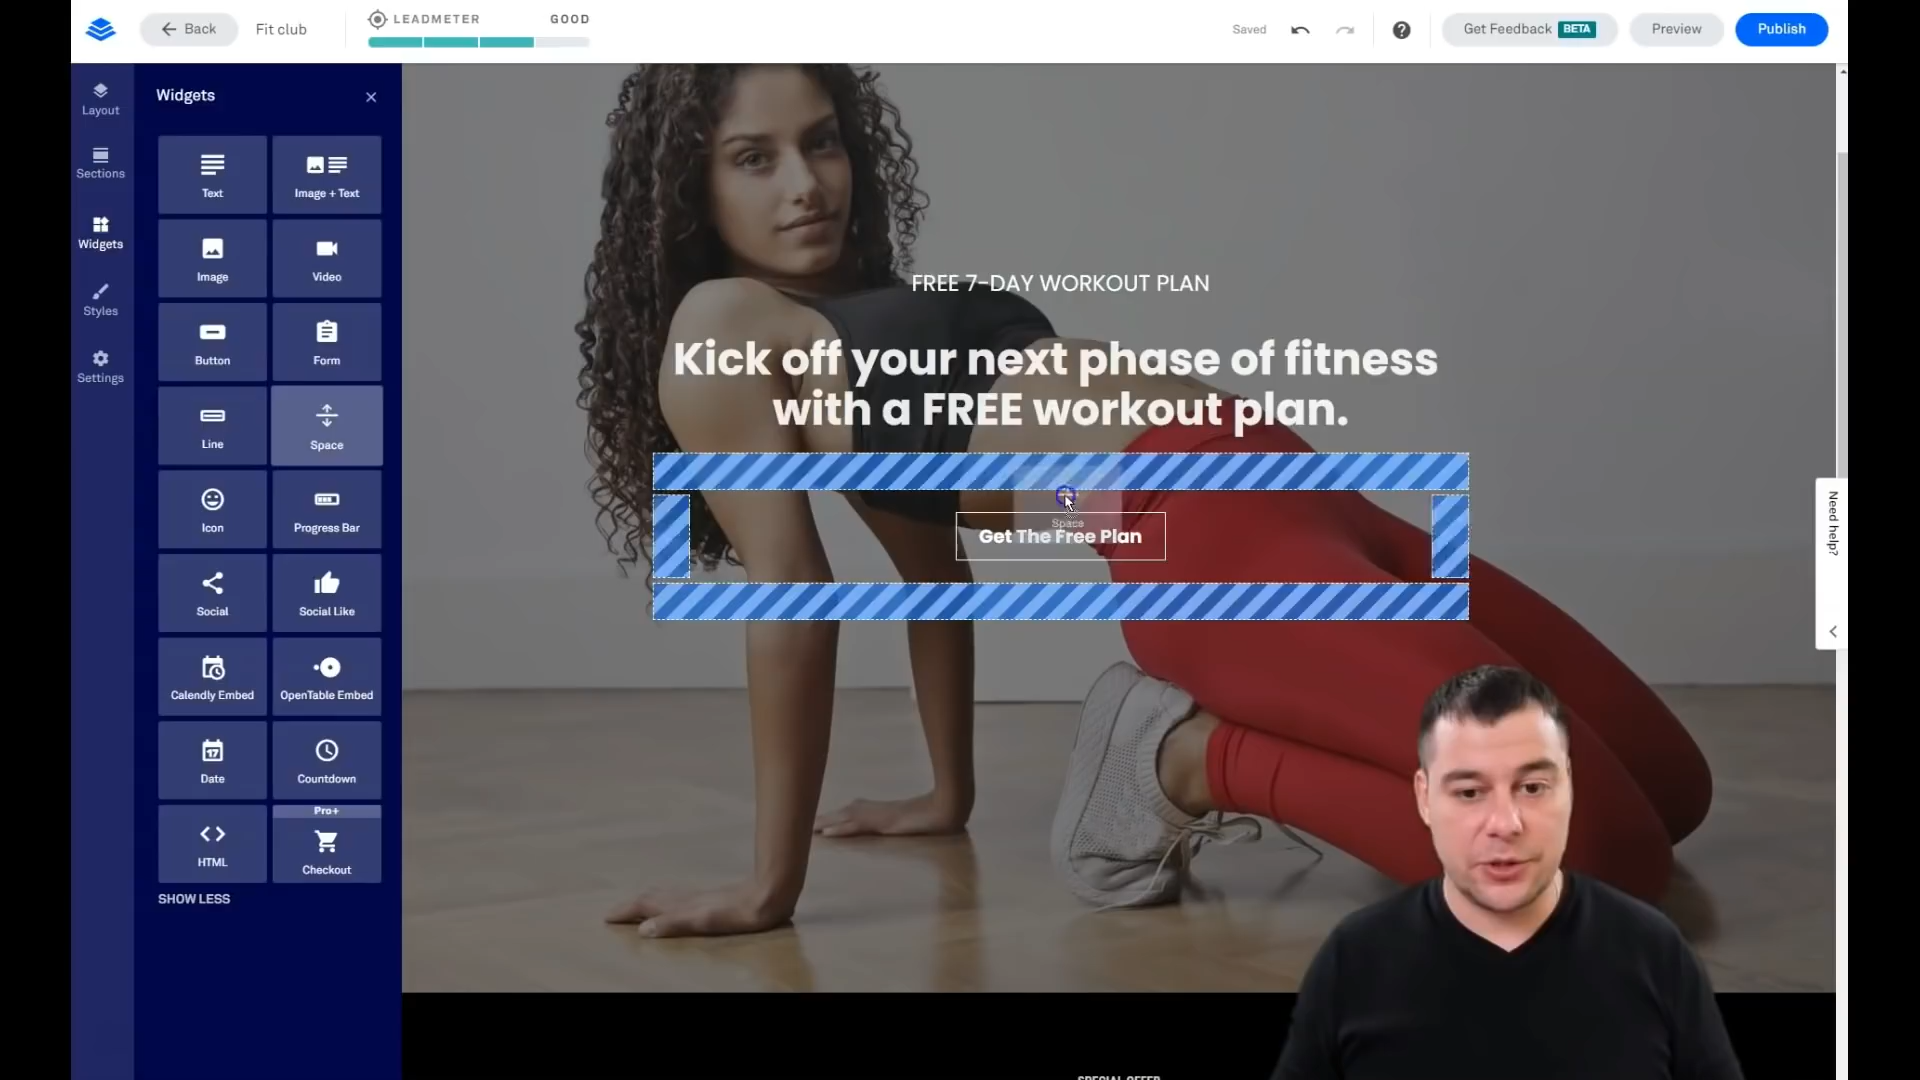 Back
Fit club
LEADMETER
GOOD
Saved
Get Feedback BETA
Preview
Publish
Layout
Sections
Widgets
Styles
Settings
Widgets
Text
Image + Text
Image
Video
Button
Form
Line
Space
Icon
Progress Bar
Social
Social Like
Calendly Embed
OpenTable Embed
17
Date
Countdown
Pro+
HTML
Checkout
SHOW LESS
FREE 7-DAY WORKOUT PLAN
Kick off your next phase of fitness
with a FREE workout plan.
Space
Get The Free Plan
Need help?
SPECIAL OFFER